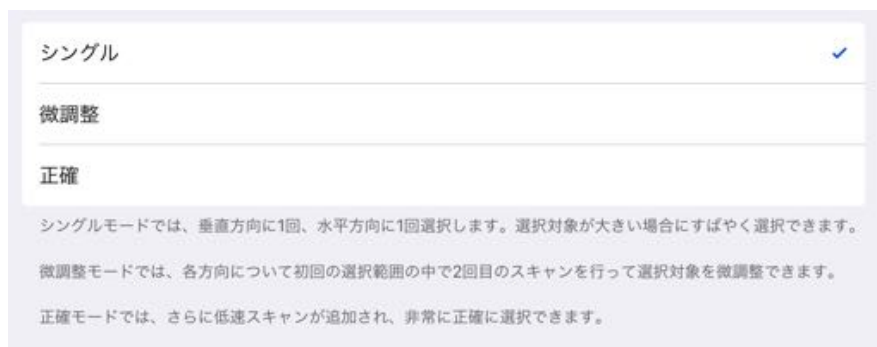 シングル
微調整
正確
シングルモードでは、垂直方向に1回、水平方向に1回選択します。選択対象が大きい場合にすばやく選択できます。
微調整モードでは、各方向について初回の選択範囲の中で2回目のスキャンを行って選択対象を微調整できます。
正確モードでは、さらに低速スキャンが追加され、非常に正確に選択できます。